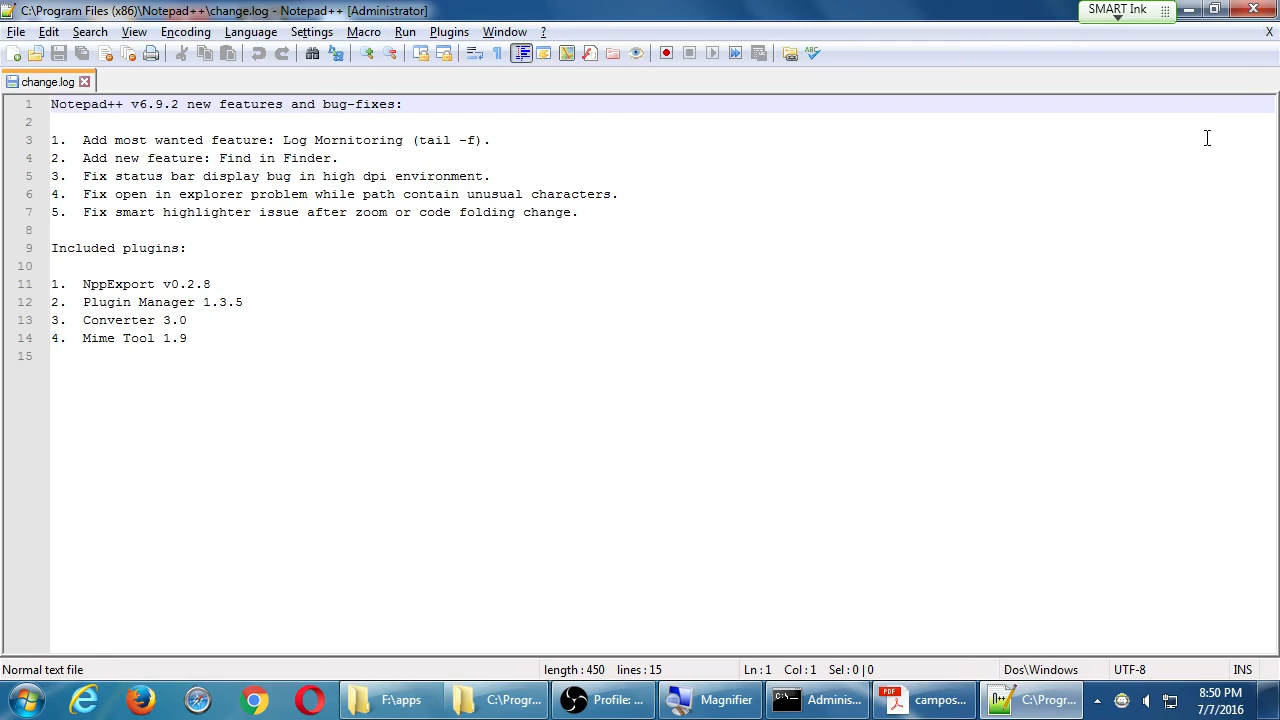 C:\Program Files (x86)\Notepad++\change.log - Notepad++ [Administrator]
SMART Ink
File Edit Search View Encoding Language Settings Macro Run Plugins Window ? X
change.log
1 Notepad++ v6.9.2 new features and bug-fixes:
2
3 1. Add most wanted feature: Log Mornitoring (tail -f).
4 2. Add new feature: Find in Finder.
5 3. Fix status bar display bug in high dpi environment.
6 4. Fix open in explorer problem while path contain unusual characters.
7 5. Fix smart highlighter issue after zoom or code folding change.
8
9 Included plugins:
10
11 1. NppExport v0.2.8
12 2. Plugin Manager 1.3.5
13 3. Converter 3.0
14 4. Mime Tool 1.9
15
Normal text file length : 450 lines : 15 Ln : 1 Col : 1 Sel : 0 | 0 Dos\Windows UTF-8 INS
F:\apps C:\Progr... Profile: ... Magnifier Adminis... campos... C:\Progr... 8:50 PM
7/7/2016